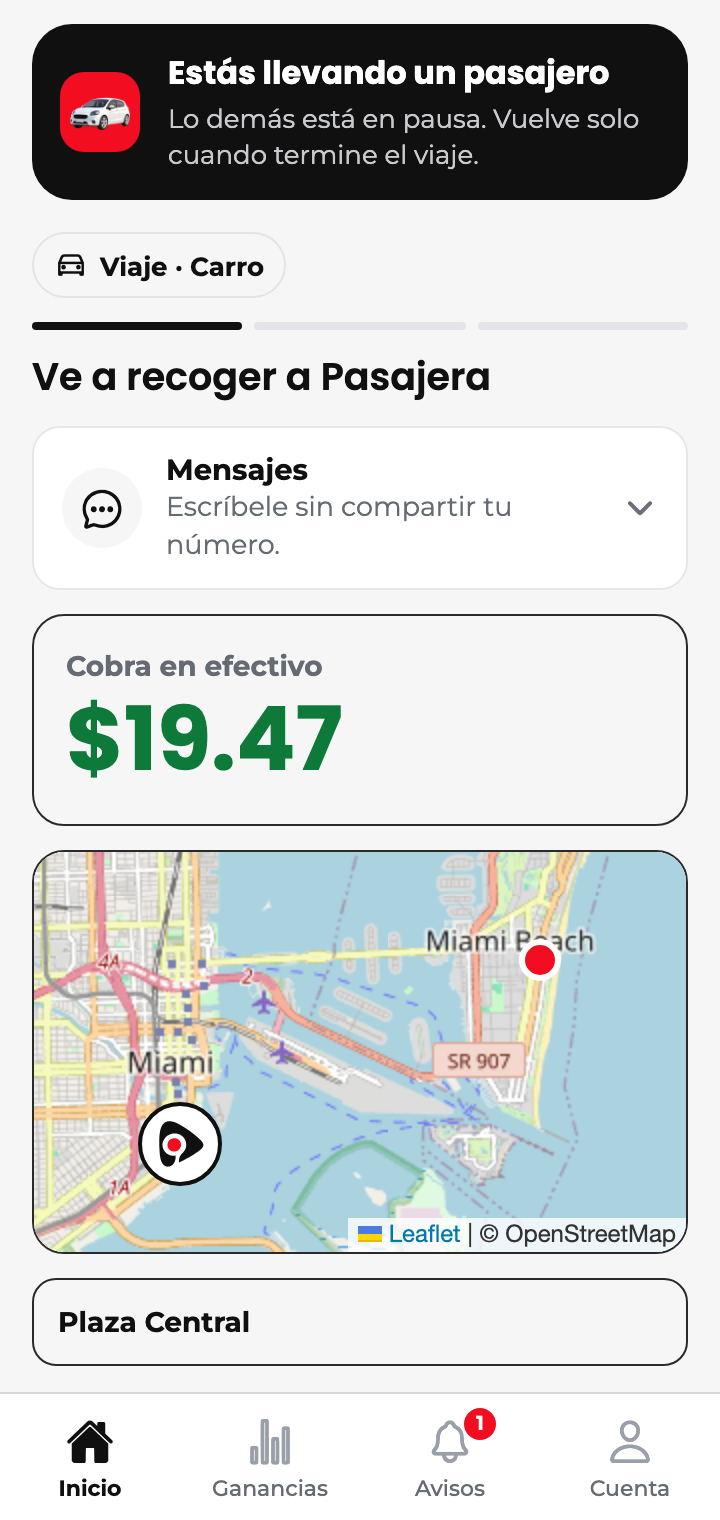 Estás llevando un pasajero
Lo demás está en pausa. Vuelve solo
cuando termine el viaje.
Viaje · Carro
Ve a recoger a Pasajera
Mensajes
Escríbele sin compartir tu
número.
Cobra en efectivo
$19.47
Miami Beach
4A
2
Miami
SR 907
1A
Leaflet | © OpenStreetMap
Plaza Central
1
Inicio
Ganancias
Avisos
Cuenta